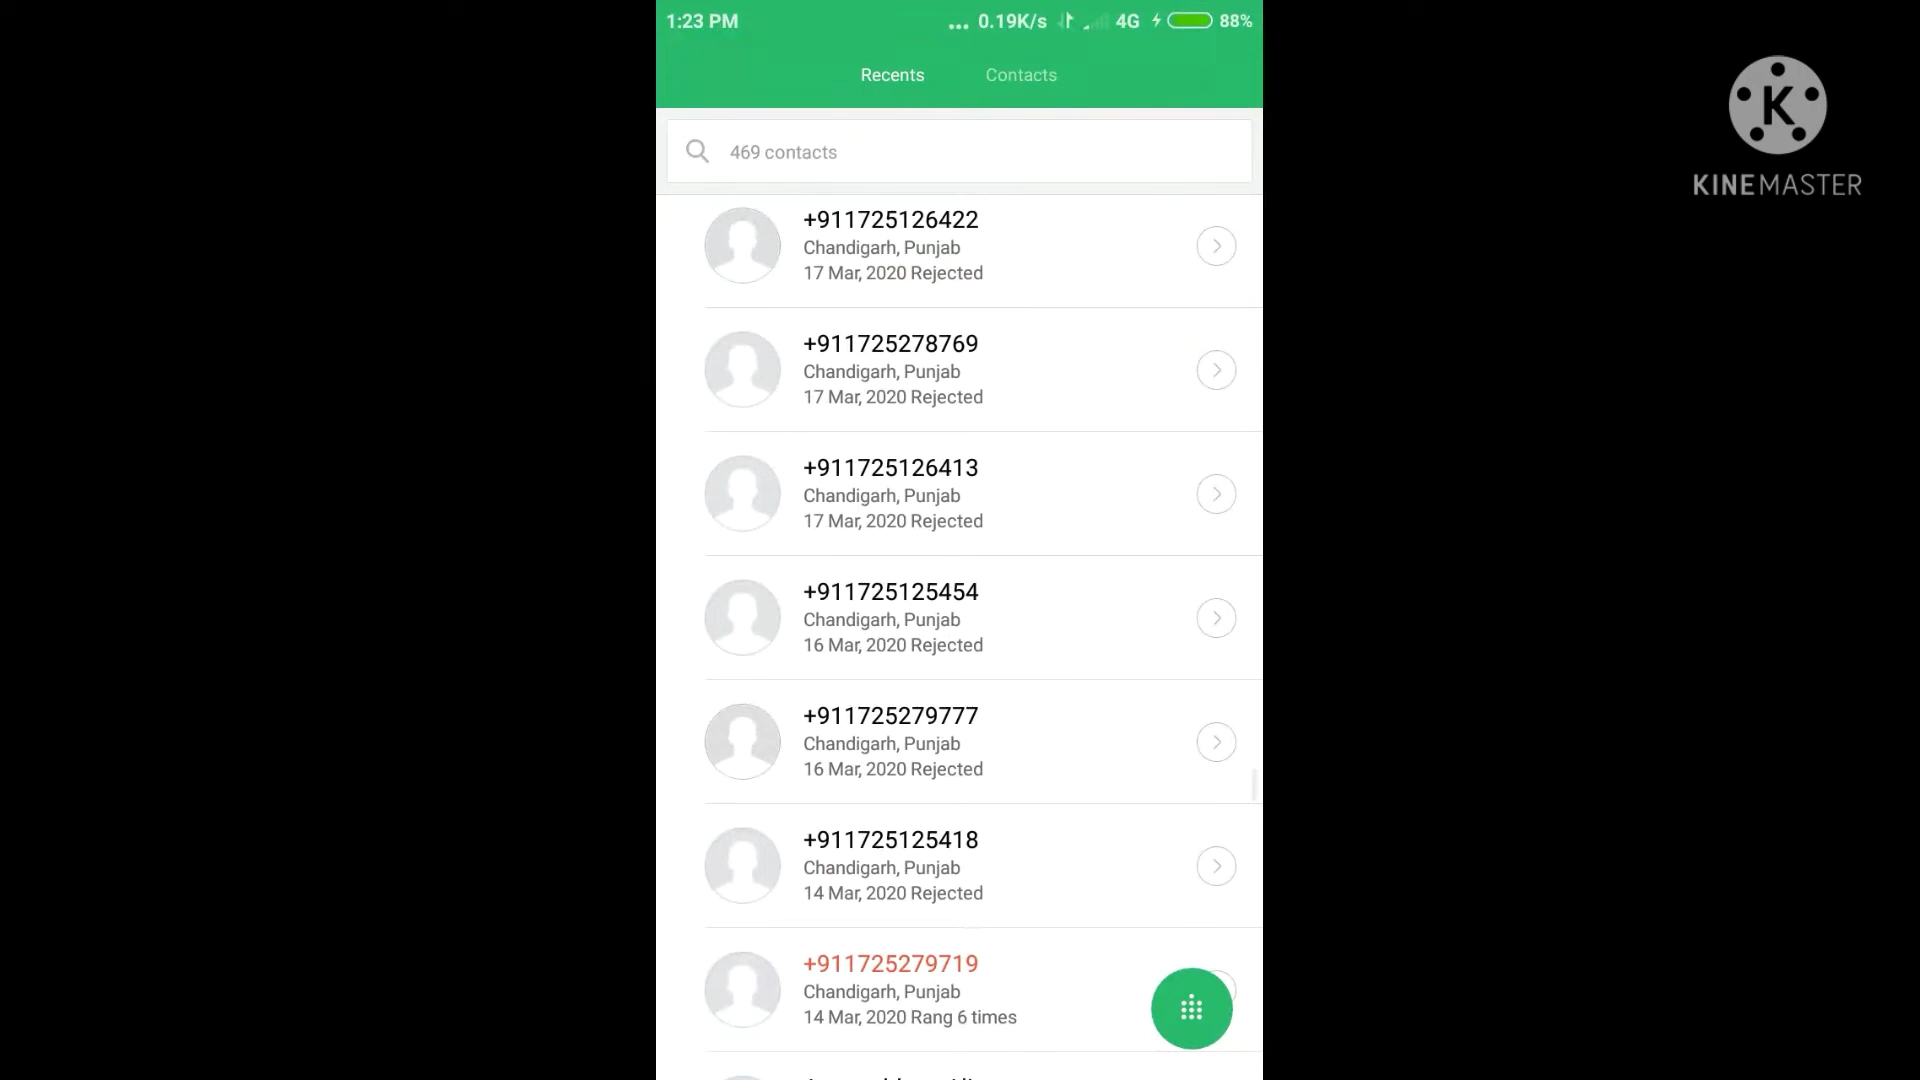 1:23 PM
... 0.19K/s 4G 88%
Recents Contacts
469 contacts
+911725126422
Chandigarh, Punjab
17 Mar, 2020 Rejected
+911725278769
Chandigarh, Punjab
17 Mar, 2020 Rejected
+911725126413
Chandigarh, Punjab
17 Mar, 2020 Rejected
+911725125454
Chandigarh, Punjab
16 Mar, 2020 Rejected
+911725279777
Chandigarh, Punjab
16 Mar, 2020 Rejected
+911725125418
Chandigarh, Punjab
14 Mar, 2020 Rejected
+911725279719
Chandigarh, Punjab
14 Mar, 2020 Rang 6 times
K
KINEMASTER